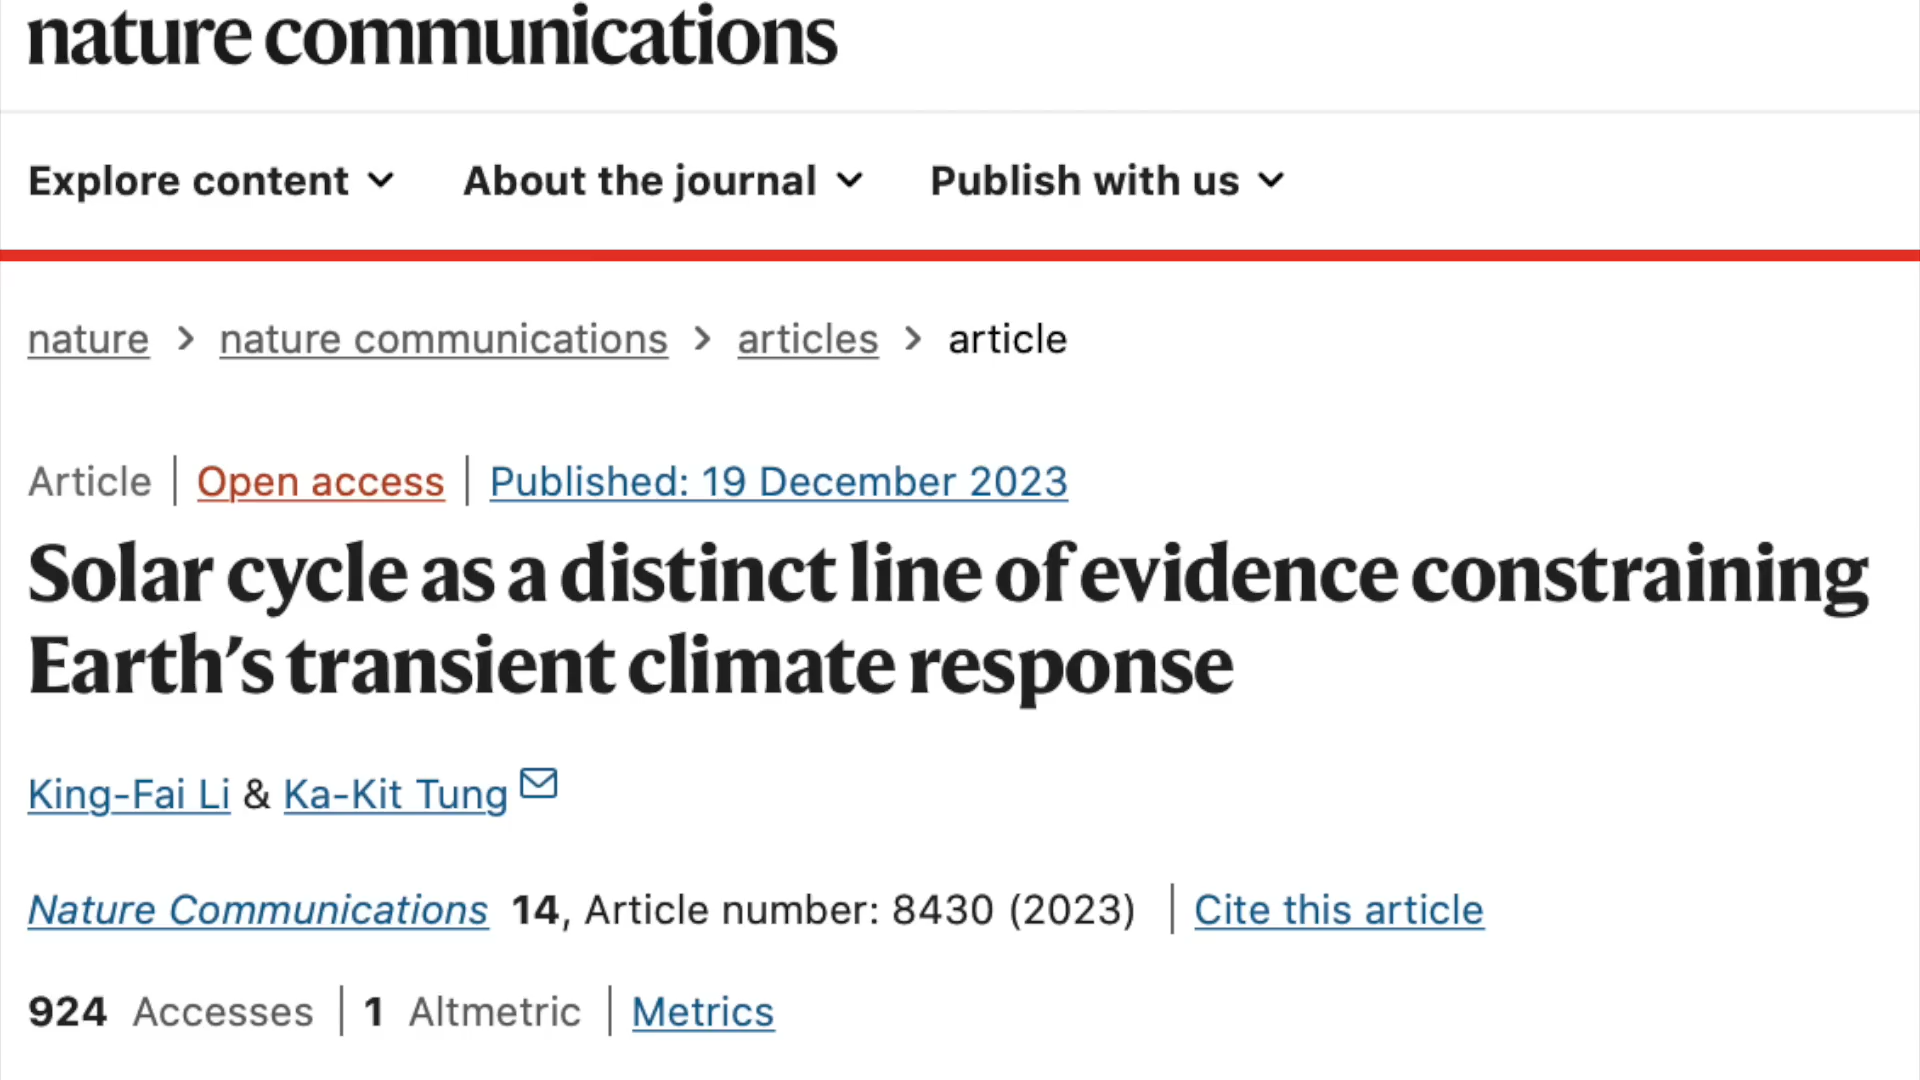 nature communications
Explore content About the journal Publish with us
nature > nature communications > articles > article
Article | Open access | Published: 19 December 2023
Solar cycle as a distinct line of evidence constraining
Earth’s transient climate response
King-Fai Li & Ka-Kit Tung
Nature Communications 14, Article number: 8430 (2023) | Cite this article
924 Accesses | 1 Altmetric | Metrics